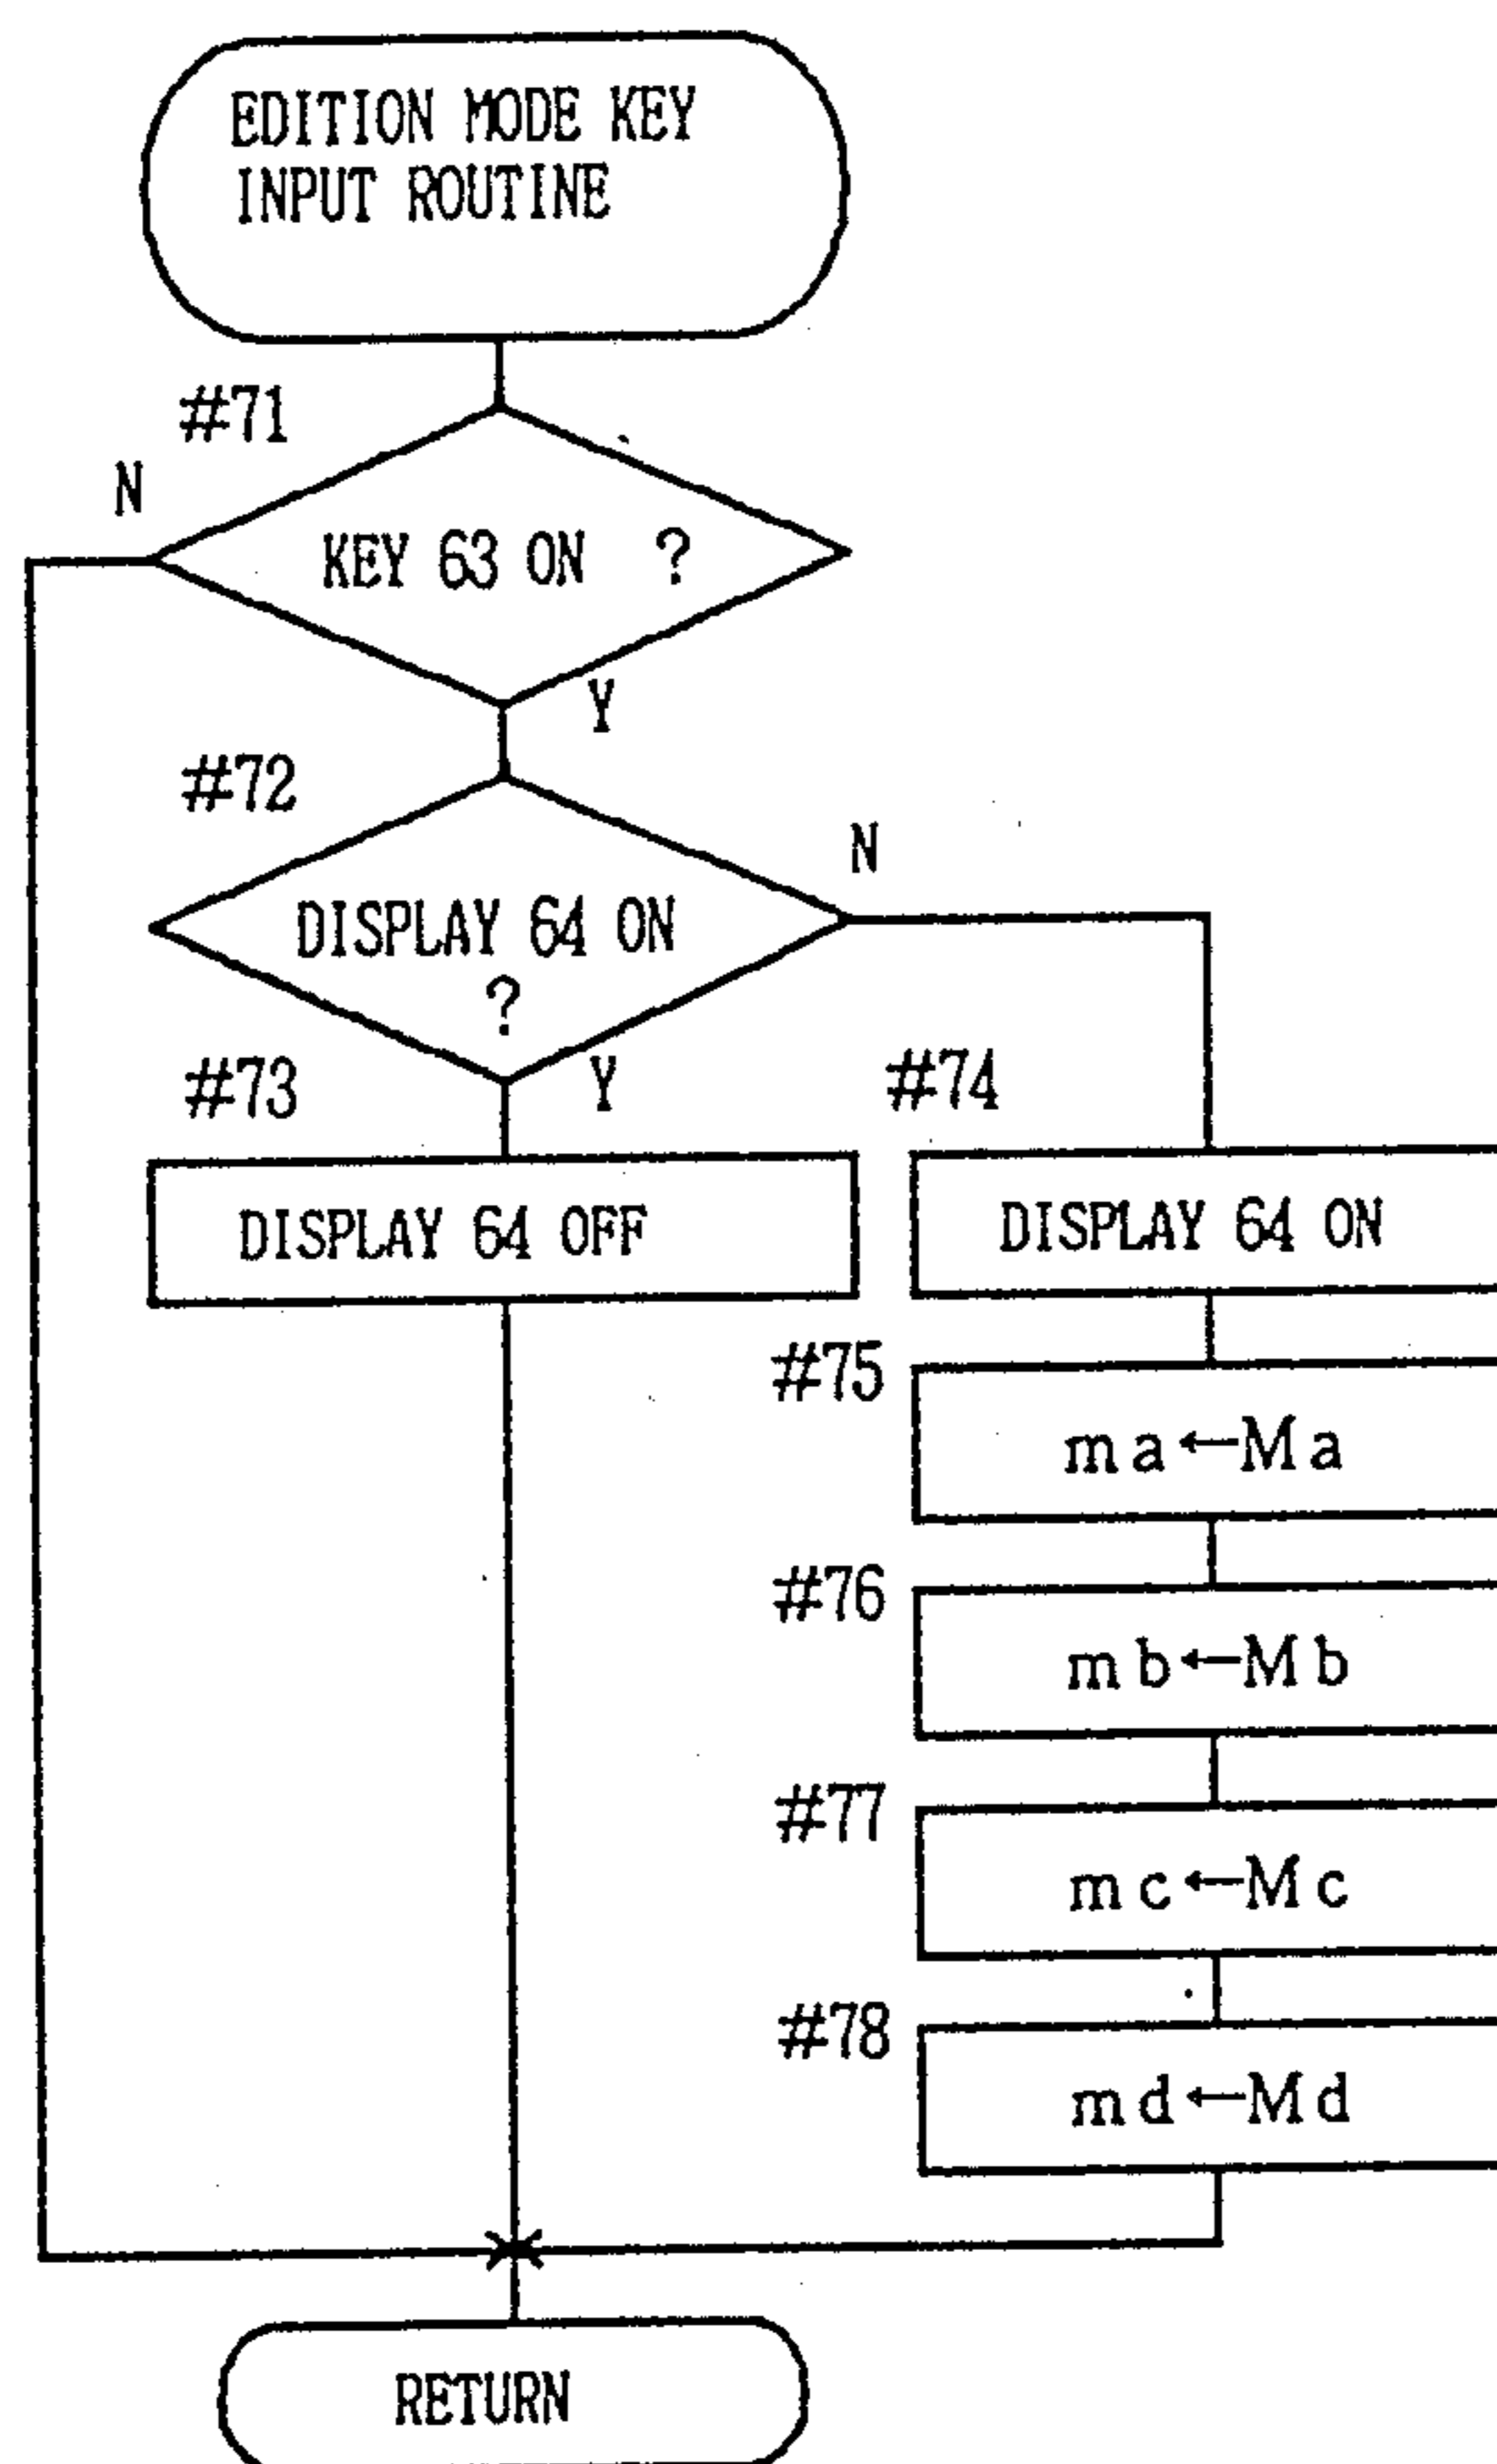 EDITION MODE KEY
INPUT ROUTINE
#71
N
KEY 63 ON ?
Y
#72
N
DISPLAY 64 ON
?
#73
Y
#74
DISPLAY 64 OFF
DISPLAY 64 ON
#75
ma←Ma
#76
mb←Mb
#77
mc←Mc
#78
md←Md
RETURN